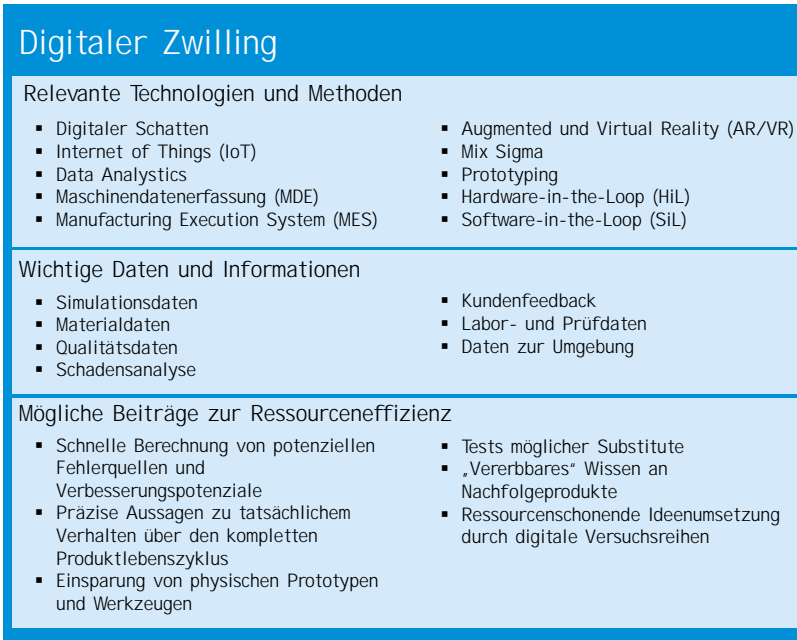 Digitaler Zwilling
Relevante Technologien und Methoden
▪ Digitaler Schatten
▪ Internet of Things (IoT)
▪ Data Analystics
▪ Maschinendatenerfassung (MDE)
▪ Manufacturing Execution System (MES)
▪ Augmented und Virtual Reality (AR/VR)
▪ Mix Sigma
▪ Prototyping
▪ Hardware-in-the-Loop (HiL)
▪ Software-in-the-Loop (SiL)
Wichtige Daten und Informationen
▪ Simulationsdaten
▪ Materialdaten
▪ Qualitätsdaten
▪ Schadensanalyse
▪ Kundenfeedback
▪ Labor- und Prüfdaten
▪ Daten zur Umgebung
Mögliche Beiträge zur Ressourceneffizienz
▪ Schnelle Berechnung von potenziellen
Fehlerquellen und
Verbesserungspotenziale
▪ Präzise Aussagen zu tatsächlichem
Verhalten über den kompletten
Produktlebenszyklus
▪ Einsparung von physischen Prototypen
und Werkzeugen
▪ Tests möglicher Substitute
▪ „Vererbbares“ Wissen an
Nachfolgeprodukte
▪ Ressourcenschonende Ideenumsetzung
durch digitale Versuchsreihen